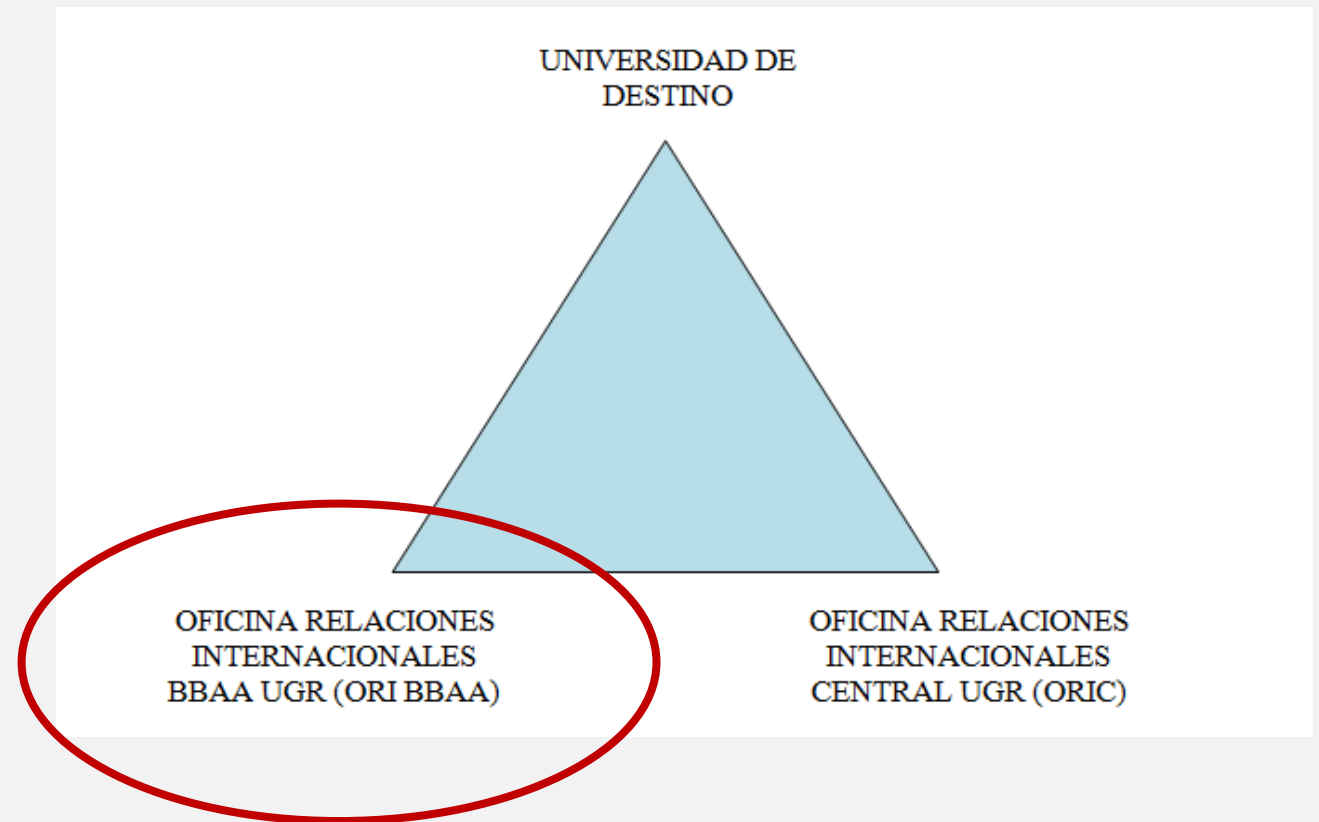 UNIVERSIDAD DE
DESTINO
OFICINA RELACIONES
INTERNACIONALES
BBAA UGR (ORI BBAA)
OFICINA RELACIONES
INTERNACIONALES
CENTRAL UGR (ORIC)